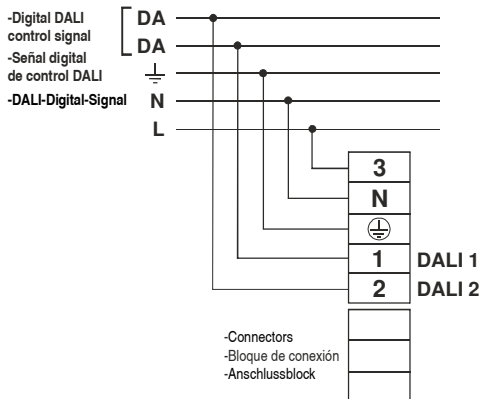 -Digital DALI
control signal
-Señal digital
de control DALI
-DALI-Digital-Signal
DA
DA
N
L
3
N
1 DALI 1
2 DALI 2
-Connectors
-Bloque de conexión
-Anschlussblock